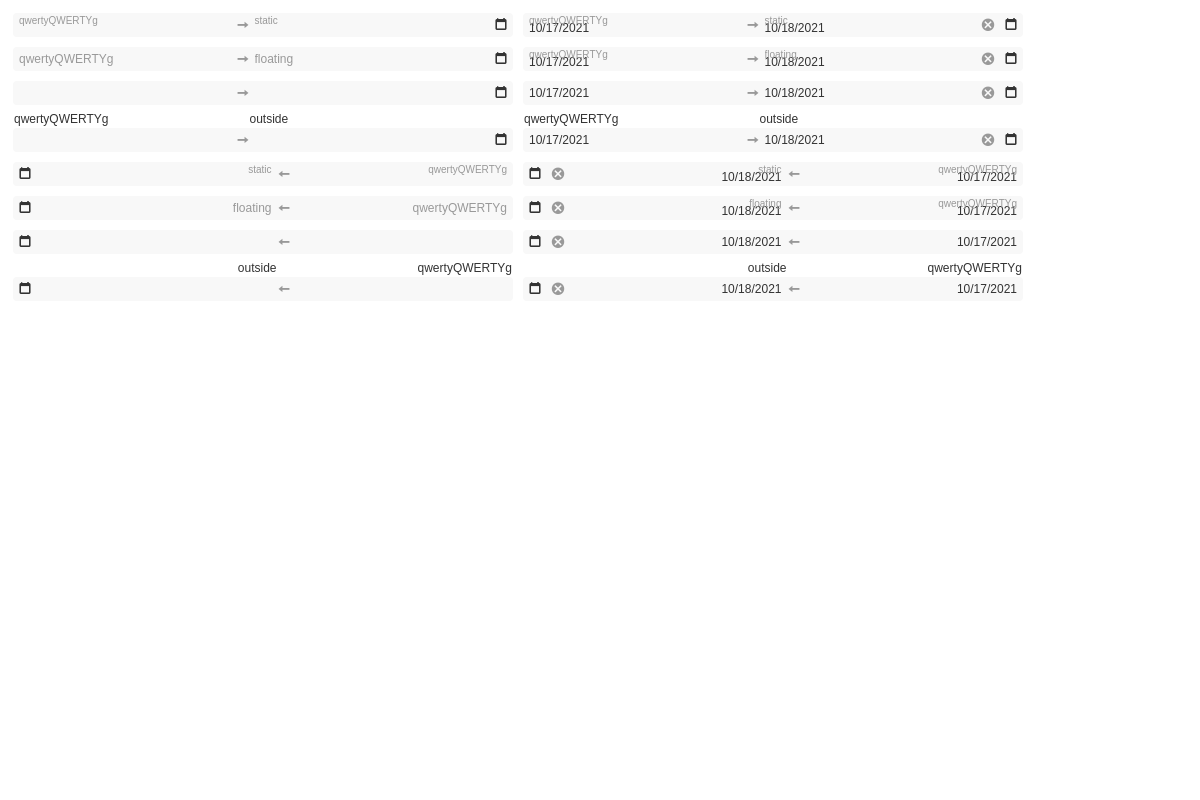 qwertyQWERTYg static qwertyQWERTYg static
10/17/2021 10/18/2021
qwertyQWERTYg floating qwertyQWERTYg floating
10/17/2021 10/18/2021
10/17/2021 10/18/2021
qwertyQWERTYg outside qwertyQWERTYg outside
10/17/2021 10/18/2021
static qwertyQWERTYg static qwertyQWERTYg
10/18/2021 10/17/2021
floating qwertyQWERTYg floating qwertyQWERTYg
10/18/2021 10/17/2021
10/18/2021 10/17/2021
outside qwertyQWERTYg outside qwertyQWERTYg
10/18/2021 10/17/2021